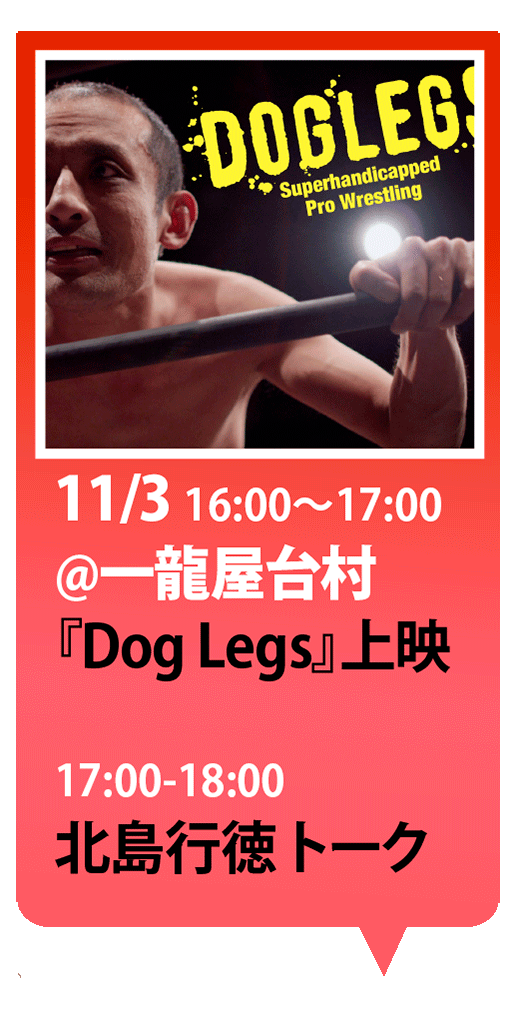 DOGLEGS
Superhandicapped
Pro Wrestling
11/3 16:00～17:00
@一龍屋台村
『Dog Legs』上映
17:00-18:00
北島行徳トーク